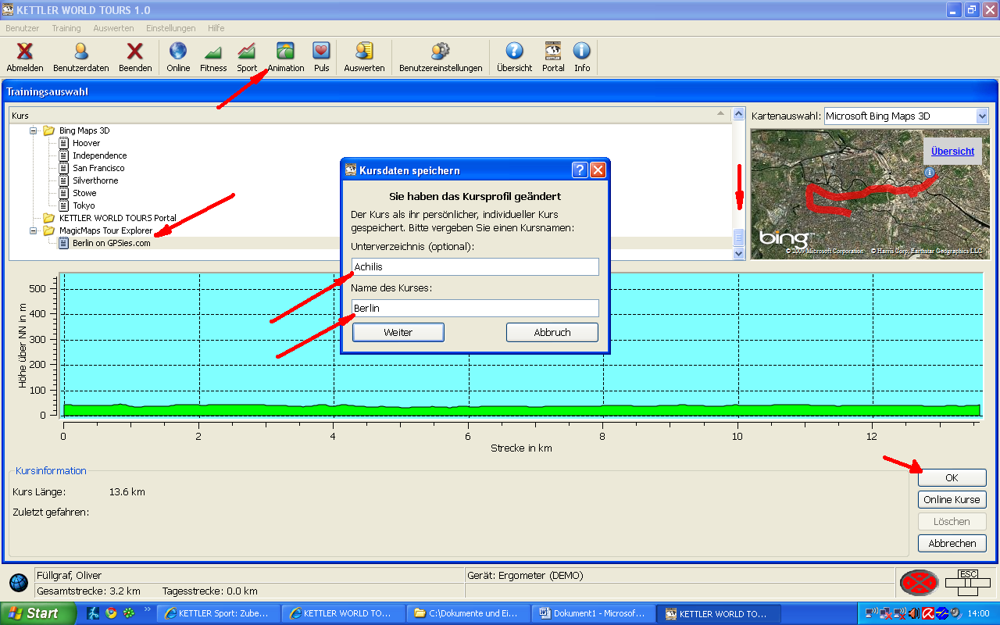 KETTLER WORLD TOURS 1.0
Benutzer Training Auswerten Einstellungen Hilfe
Abmelden Benutzerdaten Beenden Online Fitness Sport Animation Puls Auswerten Benutzereinstellungen Übersicht Portal Info
Trainingsauswahl
Kurs
Bing Maps 3D
Hoover
Independence
San Francisco
Silverthorne
Stowe
Tokyo
KETTLER WORLD TOURS Portal
MagicMaps Tour Explorer
Berlin on GPSies.com
Kartenauswahl: Microsoft Bing Maps 3D
Übersicht
bing™
© 2009 Microsoft Corporation © Harris Corp, Earthstar Geographics LLC
Kursdaten speichern
Sie haben das Kursprofil geändert
Der Kurs als ihr persönlicher, individueller Kurs
gespeichert. Bitte vergeben Sie einen Kursnamen:
Unterverzeichnis (optional):
Achilis
Name des Kurses:
Berlin
Weiter Abbruch
Höhe über NN in m
500
400
300
200
100
0
0 2 4 6 8 10 12
Strecke in km
Kursinformation
Kurs Länge: 13.6 km
Zuletzt gefahren:
OK
Online Kurse
Löschen
Abbrechen
Füllgraf, Oliver
Gerät: Ergometer (DEMO)
Gesamtstrecke: 3.2 km Tagesstrecke: 0.0 km
ESC
Start
KETTLER Sport: Zube...
KETTLER WORLD TO...
C:\Dokumente und Ei...
Dokument1 - Microsof...
KETTLER WORLD TO...
14:00